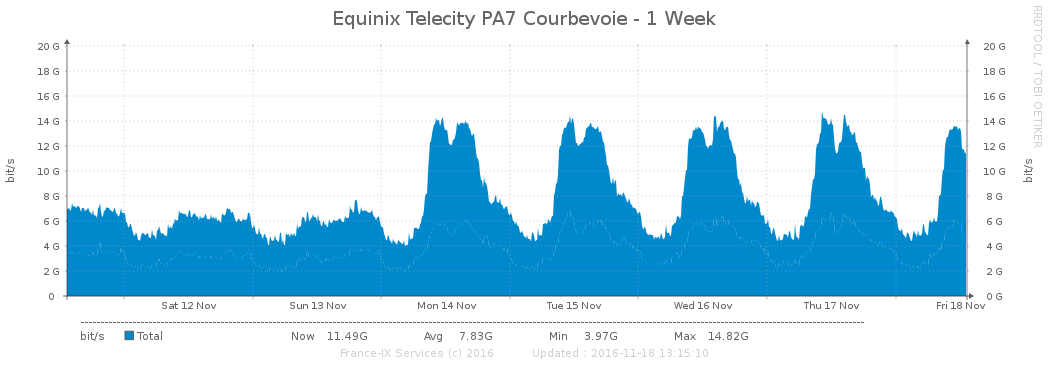 Equinix Telecity PA7 Courbevoie - 1 Week
RRDTOOL / TOBI OETIKER
20 G 20 G
18 G 18 G
16 G 16 G
14 G 14 G
12 G 12 G
10 G 10 G
8 G 8 G
6 G 6 G
4 G 4 G
2 G 2 G
0 0 G
bit/s bit/s
Sat 12 Nov Sun 13 Nov Mon 14 Nov Tue 15 Nov Wed 16 Nov Thu 17 Nov Fri 18 Nov
bit/s Total Now 11.49G Avg 7.83G Min 3.97G Max 14.82G
France-IX Services (c) 2016 Updated : 2016-11-18 13:15:10